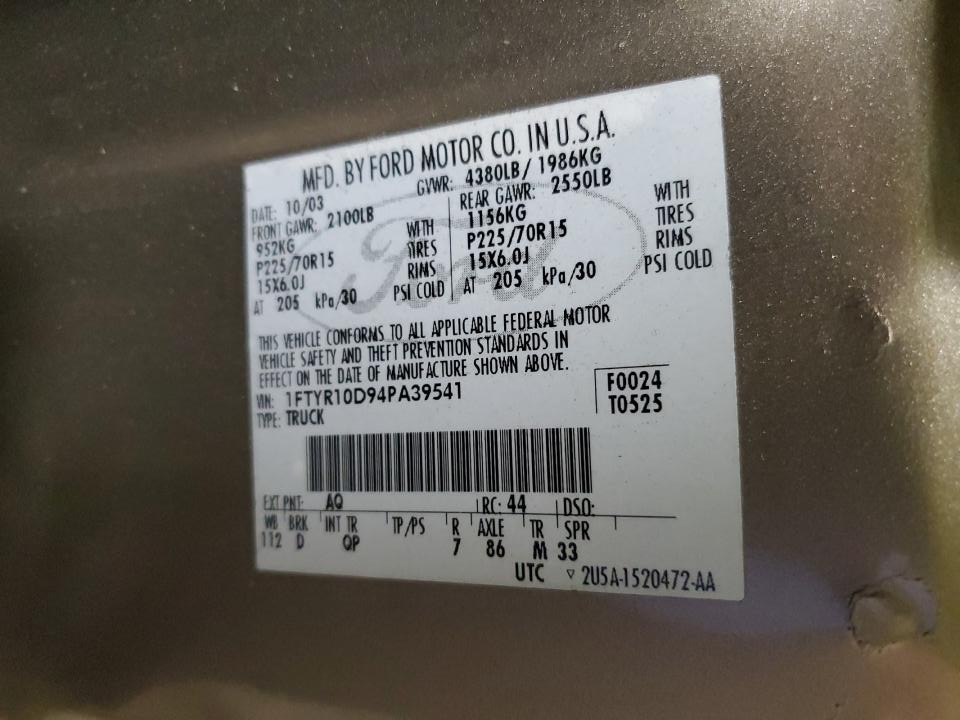 MFD. BY FORD MOTOR CO. IN U.S.A.
DATE: 10/03 GVWR: 4380LB/ 1986KG
FRONT GAWR: 2100LB REAR GAWR: 2550LB
952KG WITH 1156KG WITH
P225/70R15 TIRES P225/70R15 TIRES
15X6.0J RIMS 15X6.0J RIMS
AT 205 kPa/30 PSI COLD AT 205 kPa/30 PSI COLD
Ford
THIS VEHICLE CONFORMS TO ALL APPLICABLE FEDERAL MOTOR
VEHICLE SAFETY AND THEFT PREVENTION STANDARDS IN
EFFECT ON THE DATE OF MANUFACTURE SHOWN ABOVE.
VIN: 1FTYR10D94PA39541 F0024
TYPE: TRUCK T0525
EXT PNT: AQ RC: 44 DSO:
WB BRK INT TR TP/PS R AXLE TR SPR
112 D QP 7 86 M 33
UTC ▽ 2U5A-1520472-AA